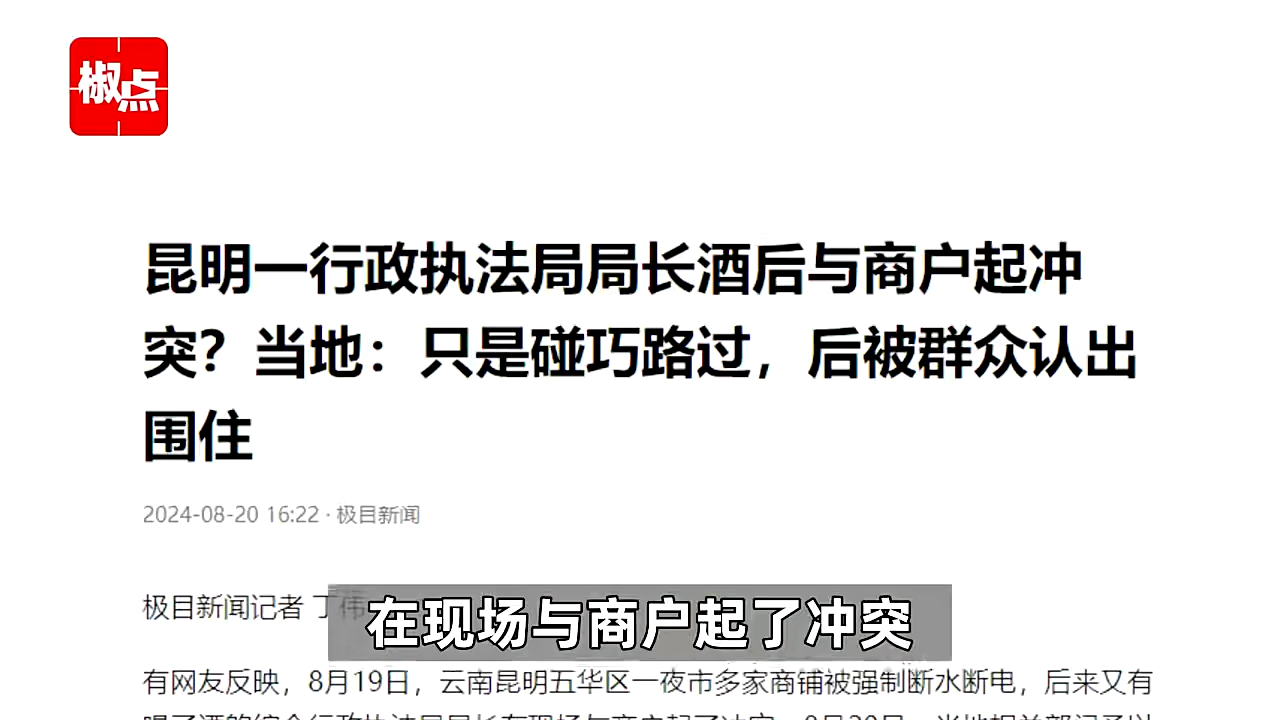 椒点
昆明一行政执法局局长酒后与商户起冲
突？当地：只是碰巧路过，后被群众认出
围住
2024-08-20 16:22 · 极目新闻
极目新闻记者 丁伟
在现场与商户起了冲突
有网友反映，8月19日，云南昆明五华区一夜市多家商铺被强制断水断电，后来又有